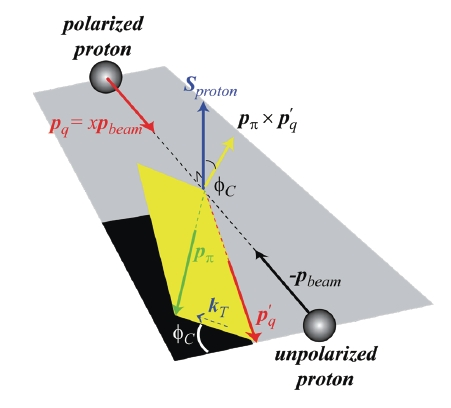 polarized
proton
S_proton
p_q = xp_beam
p_π × p'_q
ϕ_C
p_π
-p_beam
k_T
p'_q
ϕ_C
unpolarized
proton